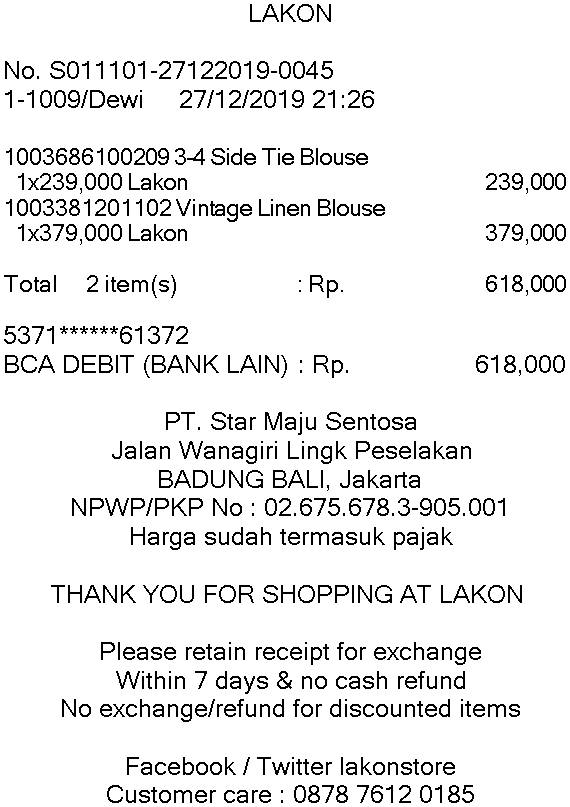 LAKON
No. S011101-27122019-0045
1-1009/Dewi 27/12/2019 21:26
1003686100209 3-4 Side Tie Blouse
1x239,000 Lakon 239,000
1003381201102 Vintage Linen Blouse
1x379,000 Lakon 379,000
Total 2 item(s) : Rp. 618,000
5371******61372
BCA DEBIT (BANK LAIN) : Rp. 618,000
PT. Star Maju Sentosa
Jalan Wanagiri Lingk Peselakan
BADUNG BALI, Jakarta
NPWP/PKP No : 02.675.678.3-905.001
Harga sudah termasuk pajak
THANK YOU FOR SHOPPING AT LAKON
Please retain receipt for exchange
Within 7 days & no cash refund
No exchange/refund for discounted items
Facebook / Twitter lakonstore
Customer care : 0878 7612 0185